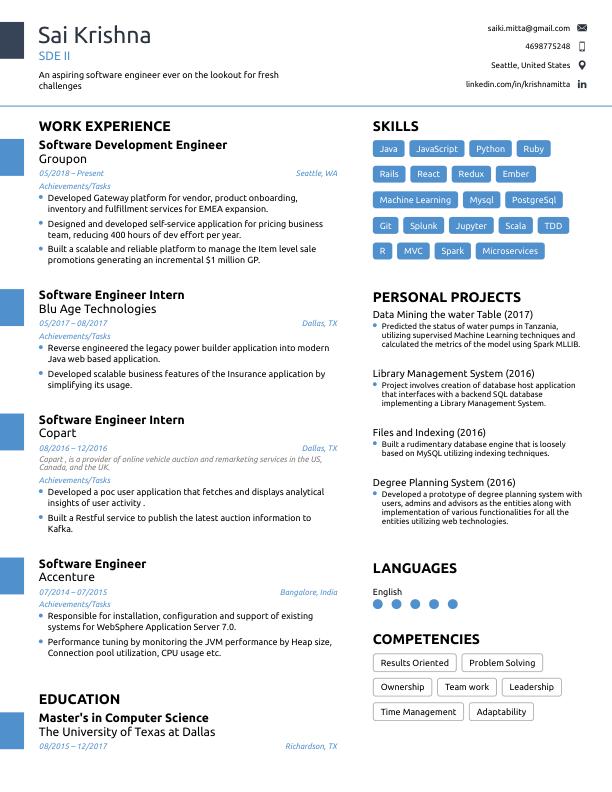 Sai Krishna
SDE II
An aspiring software engineer ever on the lookout for fresh
challenges
saiki.mitta@gmail.com
4698775248
Seattle, United States
linkedin.com/in/krishnamitta
WORK EXPERIENCE
Software Development Engineer
Groupon
05/2018 – Present
Seattle, WA
Achievements/Tasks
Developed Gateway platform for vendor, product onboarding,
inventory and fulfillment services for EMEA expansion.
Designed and developed self-service application for pricing business
team, reducing 400 hours of dev effort per year.
Built a scalable and reliable platform to manage the Item level sale
promotions generating an incremental $1 million GP.
Software Engineer Intern
Blu Age Technologies
05/2017 – 08/2017
Dallas, TX
Achievements/Tasks
Reverse engineered the legacy power builder application into modern
Java web based application.
Developed scalable business features of the Insurance application by
simplifying its usage.
Software Engineer Intern
Copart
08/2016 – 12/2016
Dallas, TX
Copart , is a provider of online vehicle auction and remarketing services in the US,
Canada, and the UK.
Achievements/Tasks
Developed a poc user application that fetches and displays analytical
insights of user activity .
Built a Restful service to publish the latest auction information to
Kafka.
Software Engineer
Accenture
07/2014 – 07/2015
Bangalore, India
Achievements/Tasks
Responsible for installation, configuration and support of existing
systems for WebSphere Application Server 7.0.
Performance tuning by monitoring the JVM performance by Heap size,
Connection pool utilization, CPU usage etc.
EDUCATION
Master's in Computer Science
The University of Texas at Dallas
08/2015 – 12/2017
Richardson, TX
SKILLS
Java JavaScript Python Ruby
Rails React Redux Ember
Machine Learning Mysql PostgreSql
Git Splunk Jupyter Scala TDD
R MVC Spark Microservices
PERSONAL PROJECTS
Data Mining the water Table (2017)
Predicted the status of water pumps in Tanzania,
utilizing supervised Machine Learning techniques and
calculated the metrics of the model using Spark MLLIB.
Library Management System (2016)
Project involves creation of database host application
that interfaces with a backend SQL database
implementing a Library Management System.
Files and Indexing (2016)
Built a rudimentary database engine that is loosely
based on MySQL utilizing indexing techniques.
Degree Planning System (2016)
Developed a prototype of degree planning system with
users, admins and advisors as the entities along with
implementation of various functionalities for all the
entities utilizing web technologies.
LANGUAGES
English
COMPETENCIES
Results Oriented Problem Solving
Ownership Team work Leadership
Time Management Adaptability